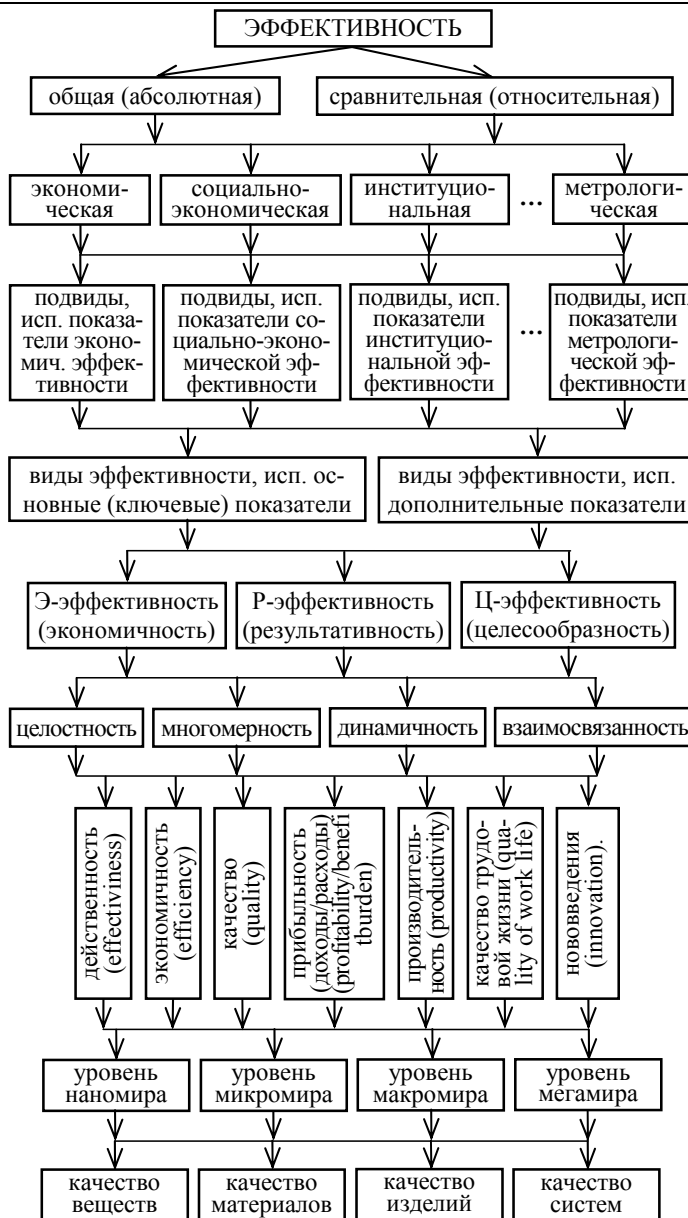 ЭФФЕКТИВНОСТЬ
общая (абсолютная)
сравнительная (относительная)
экономи-
ческая
социально-
экономическая
институцио-
нальная
...
метрологи-
ческая
подвиды,
исп. показа-
тели эконо-
мич. эффек-
тивности
подвиды, исп.
показатели со-
циально-эконо-
мической эф-
фективности
подвиды, исп.
показатели
институцио-
нальной эф-
фективности
...
подвиды, исп.
показатели
метрологи-
ческой эф-
фективности
виды эффективности, исп. ос-
новные (ключевые) показатели
виды эффективности, исп.
дополнительные показатели
Э-эффективность
(экономичность)
Р-эффективность
(результативность)
Ц-эффективность
(целесообразность)
целостность
многомерность
динамичность
взаимосвязанность
действенность
(effectiviness)
экономичность
(efficiency)
качество
(quality)
прибыльность
(доходы/расходы)
(profitability/benefi
tburden)
производитель-
ность (productivity)
качество трудо-
вой жизни (qua-
lity of work life)
нововведения
(innovation).
уровень
наномира
уровень
микромира
уровень
макромира
уровень
мегамира
качество
веществ
качество
материалов
качество
изделий
качество
систем